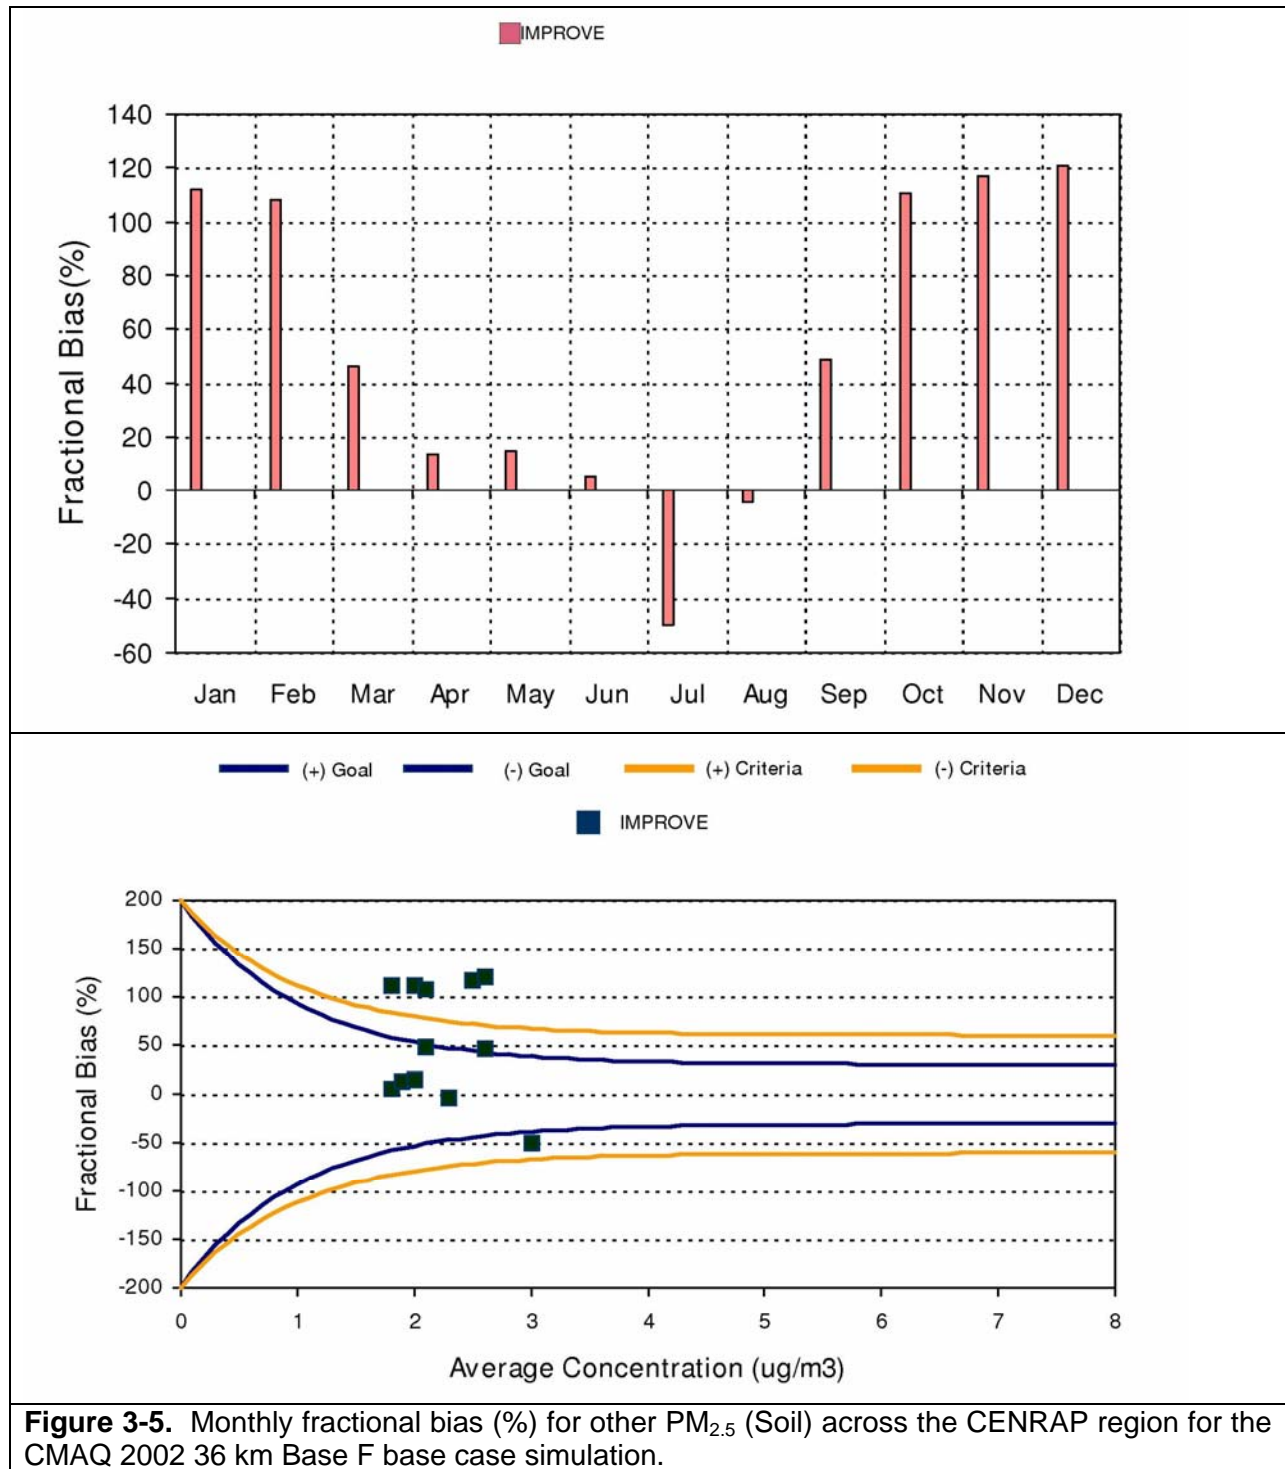 IMPROVE
140
120
100
80
60
40
20
0
-20
-40
-60
Fractional Bias(%)
Jan Feb Mar Apr May Jun Jul Aug Sep Oct Nov Dec
(+) Goal (-) Goal (+) Criteria (-) Criteria
IMPROVE
200
150
100
50
0
-50
-100
-150
-200
Fractional Bias (%)
0 1 2 3 4 5 6 7 8
Average Concentration (ug/m3)
Figure 3-5. Monthly fractional bias (%) for other PM2.5 (Soil) across the CENRAP region for the
CMAQ 2002 36 km Base F base case simulation.